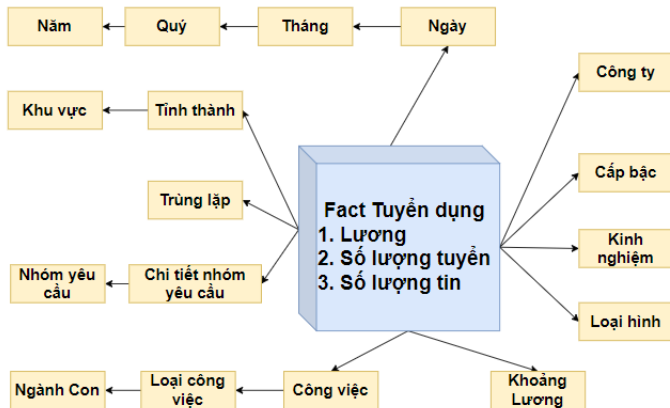 Năm
Quý
Tháng
Ngày
Công ty
Khu vực
Tỉnh thành
Cấp bậc
Trùng lặp
Fact Tuyển dụng
1. Lương
2. Số lượng tuyển
3. Số lượng tin
Kinh
nghiệm
Nhóm yêu
cầu
Chi tiết nhóm
yêu cầu
Loại hình
Ngành Con
Loại công
việc
Công việc
Khoảng
Lương